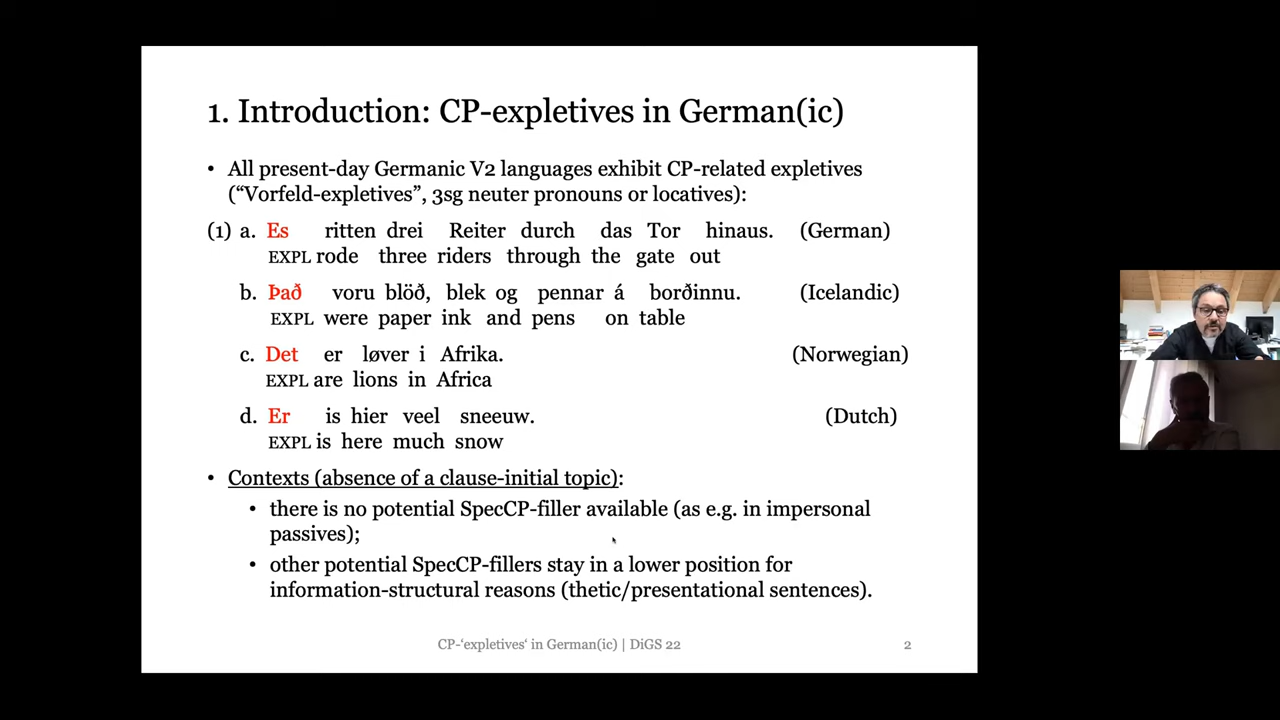 1. Introduction: CP-expletives in German(ic)
• All present-day Germanic V2 languages exhibit CP-related expletives
(“Vorfeld-expletives”, 3sg neuter pronouns or locatives):
(1) a. Es ritten drei Reiter durch das Tor hinaus. (German)
EXPL rode three riders through the gate out
b. Það voru blöð, blek og pennar á borðinnu. (Icelandic)
EXPL were paper ink and pens on table
c. Det er løver i Afrika. (Norwegian)
EXPL are lions in Africa
d. Er is hier veel sneeuw. (Dutch)
EXPL is here much snow
• Contexts (absence of a clause-initial topic):
• there is no potential SpecCP-filler available (as e.g. in impersonal
passives);
• other potential SpecCP-fillers stay in a lower position for
information-structural reasons (thetic/presentational sentences).
CP-‘expletives‘ in German(ic) | DiGS 22 2